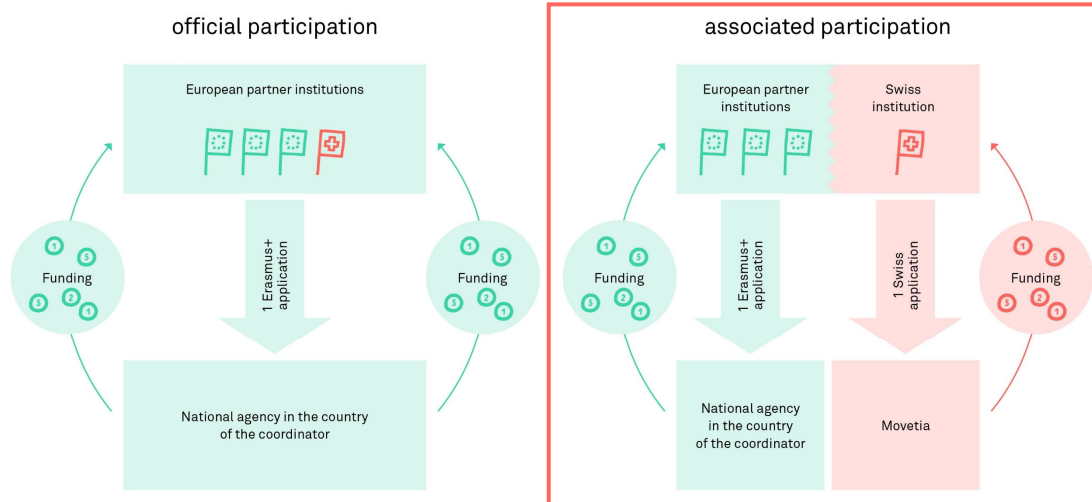 official participation
European partner institutions
1 Erasmus+
application
Funding
1
5
5
2
1
Funding
1
5
5
2
1
National agency in the country
of the coordinator
associated participation
European partner
institutions
Swiss
institution
1 Erasmus+
application
1 Swiss
application
Funding
1
5
5
2
1
Funding
1
5
5
2
1
National agency
in the country
of the coordinator
Movetia